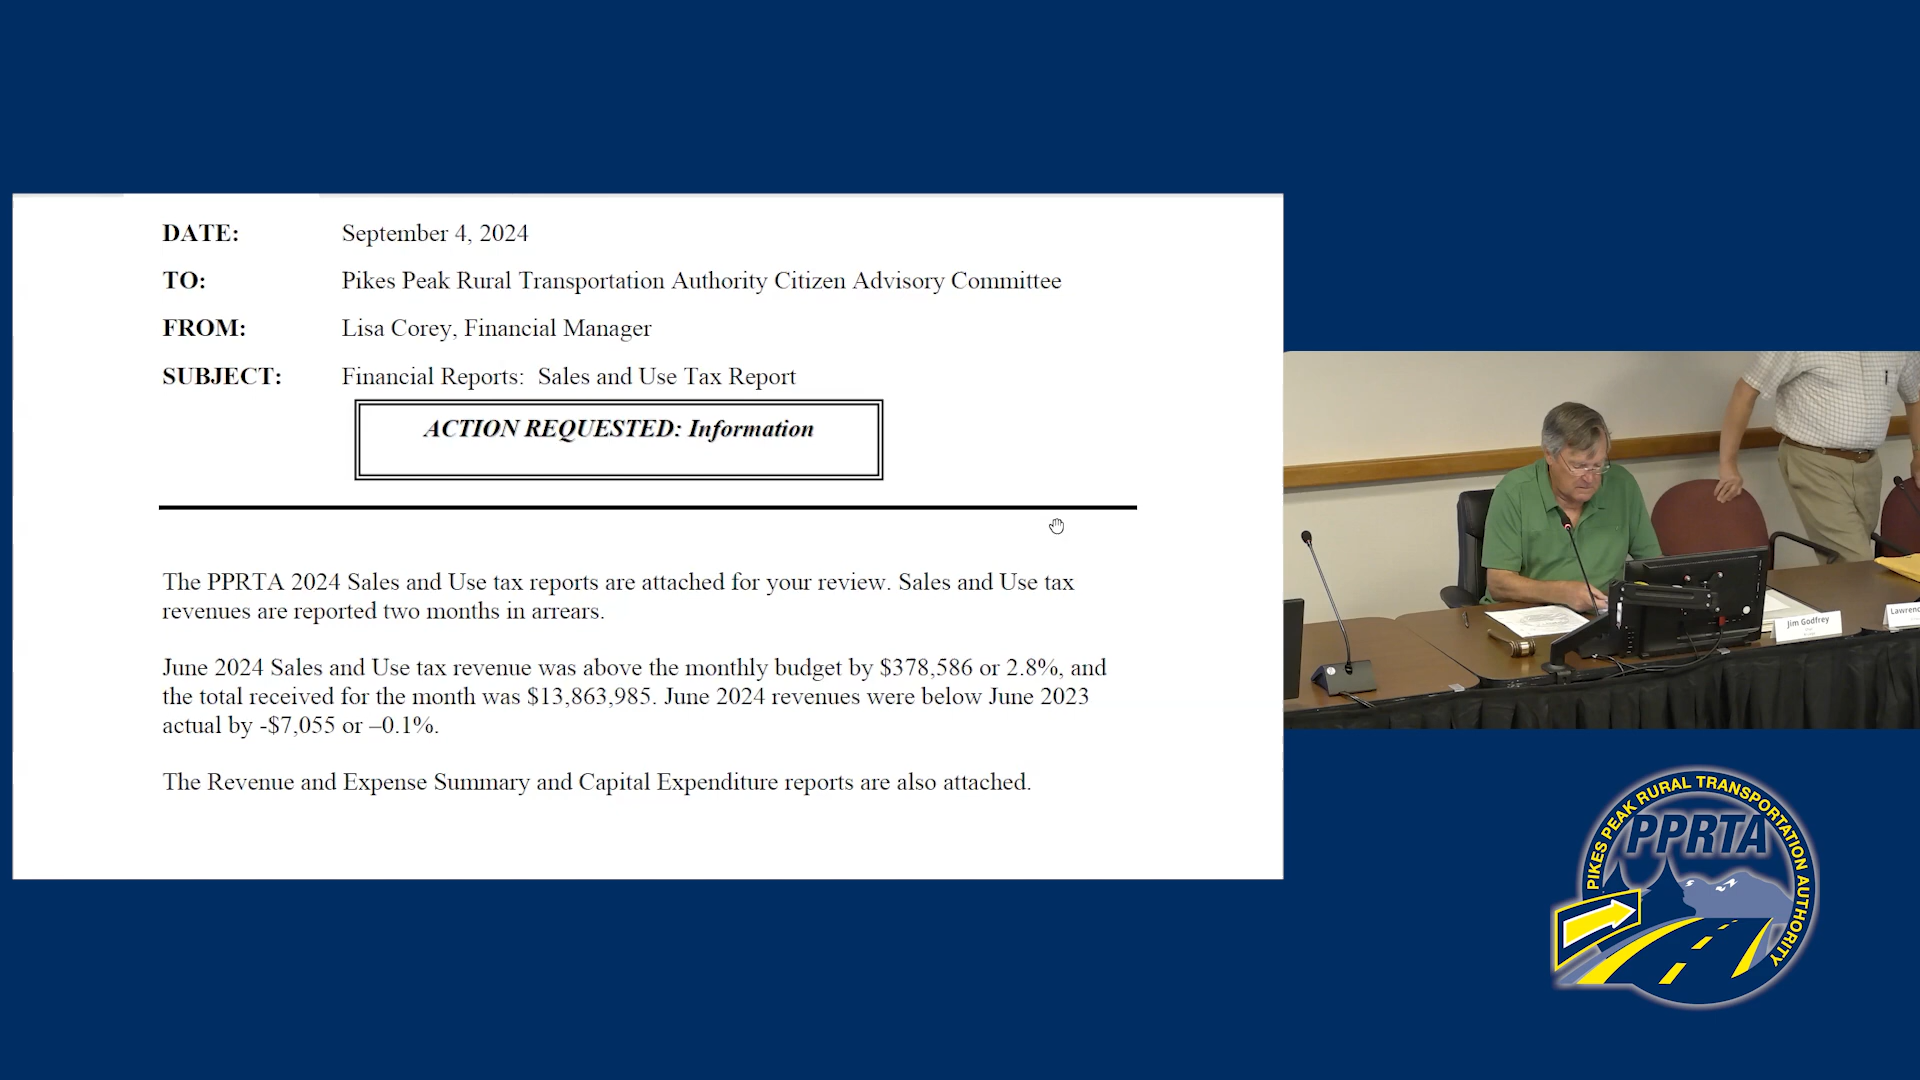 DATE: September 4, 2024
TO: Pikes Peak Rural Transportation Authority Citizen Advisory Committee
FROM: Lisa Corey, Financial Manager
SUBJECT: Financial Reports: Sales and Use Tax Report
ACTION REQUESTED: Information
The PPRTA 2024 Sales and Use tax reports are attached for your review. Sales and Use tax
revenues are reported two months in arrears.
June 2024 Sales and Use tax revenue was above the monthly budget by $378,586 or 2.8%, and
the total received for the month was $13,863,985. June 2024 revenues were below June 2023
actual by -$7,055 or –0.1%.
The Revenue and Expense Summary and Capital Expenditure reports are also attached.
Jim Godfrey
PIKES PEAK RURAL TRANSPORTATION AUTHORITY
PPRTA